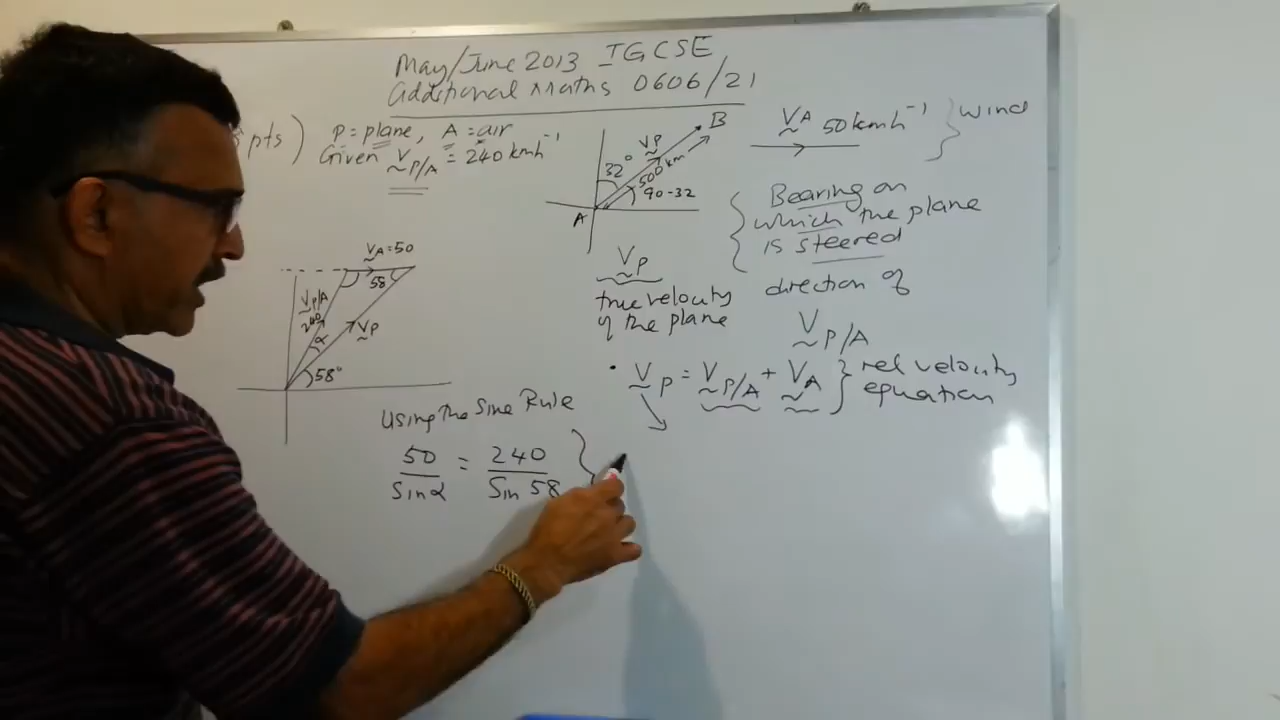 May/June 2013 IGCSE
Additional Maths 0606/21
pts)
P = plane, A = air
Given V P/A = 240 kmh⁻¹
B
VP
32°
500 km
90-32
A
VA 50 kmh⁻¹ } wind
{ Bearing on
which the plane
is steered
direction of
V P/A
VP
true velocity
of the plane
VA = 50
58
VP/A
240
α
VP
58°
• VP = VP/A + VA } rel velocity
equation
Using The Sine Rule
50/Sin α = 240/Sin 58